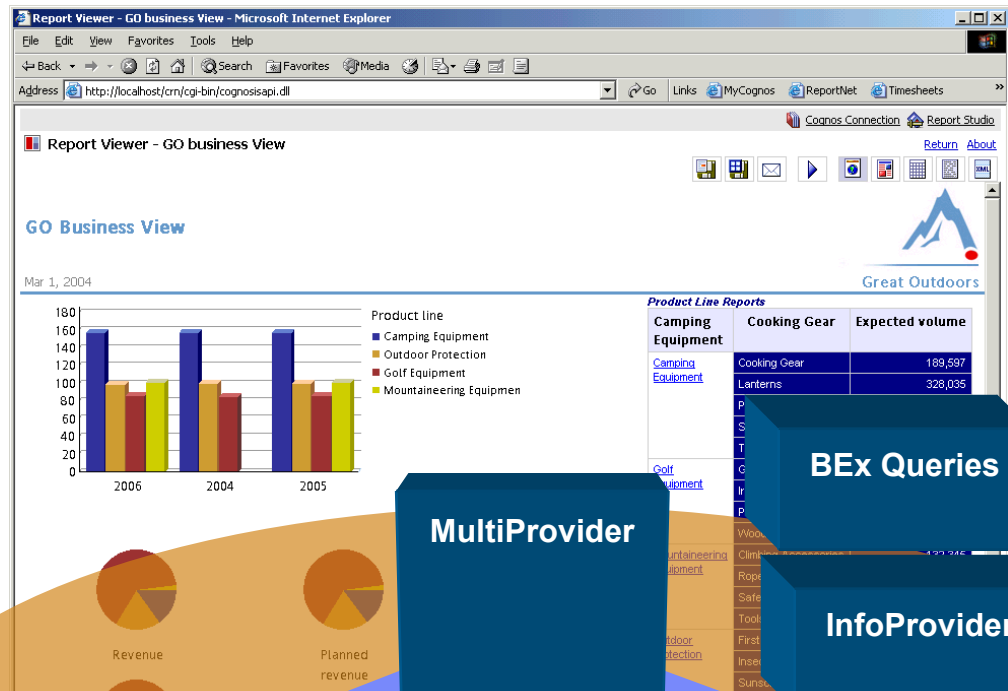 Report Viewer - GO business View - Microsoft Internet Explorer
File Edit View Favorites Tools Help
Back Search Favorites Media
Address http://localhost/crn/cgi-bin/cognosisapi.dll Go Links MyCognos ReportNet Timesheets »
Cognos Connection Report Studio
Report Viewer - GO business View
Return About
XML
GO Business View
Mar 1, 2004
Great Outdoors
180
160
140
120
100
80
60
40
20
0
2006 2004 2005
Product line
Camping Equipment
Outdoor Protection
Golf Equipment
Mountaineering Equipmen
Product Line Reports
Camping Equipment Cooking Gear Expected volume
Camping Equipment
Cooking Gear 189,597
Lanterns 328,035
Golf
BEx Queries
MultiProvider
InfoProvider
Revenue
Planned revenue